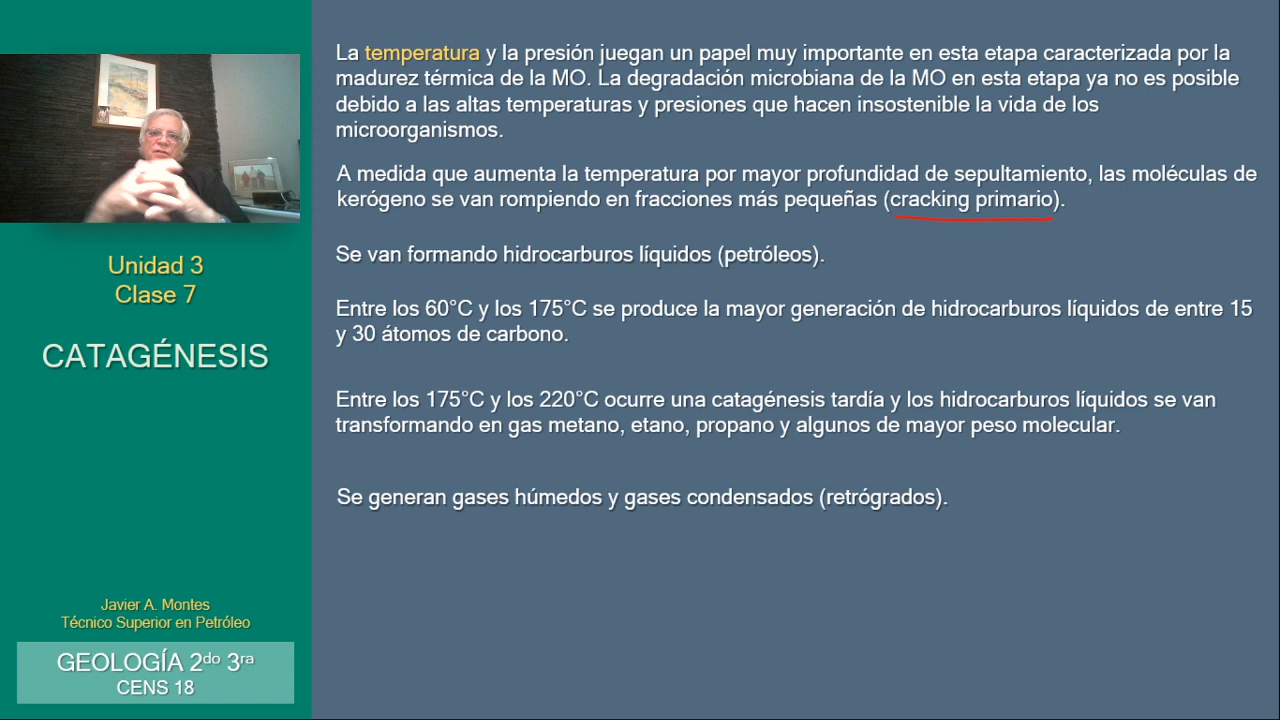 La temperatura y la presión juegan un papel muy importante en esta etapa caracterizada por la
madurez térmica de la MO. La degradación microbiana de la MO en esta etapa ya no es posible
debido a las altas temperaturas y presiones que hacen insostenible la vida de los
microorganismos.
A medida que aumenta la temperatura por mayor profundidad de sepultamiento, las moléculas de
kerógeno se van rompiendo en fracciones más pequeñas (cracking primario).
Se van formando hidrocarburos líquidos (petróleos).
Entre los 60°C y los 175°C se produce la mayor generación de hidrocarburos líquidos de entre 15
y 30 átomos de carbono.
Entre los 175°C y los 220°C ocurre una catagénesis tardía y los hidrocarburos líquidos se van
transformando en gas metano, etano, propano y algunos de mayor peso molecular.
Se generan gases húmedos y gases condensados (retrógrados).
Unidad 3
Clase 7
CATAGÉNESIS
Javier A. Montes
Técnico Superior en Petróleo
GEOLOGÍA 2do 3ra
CENS 18